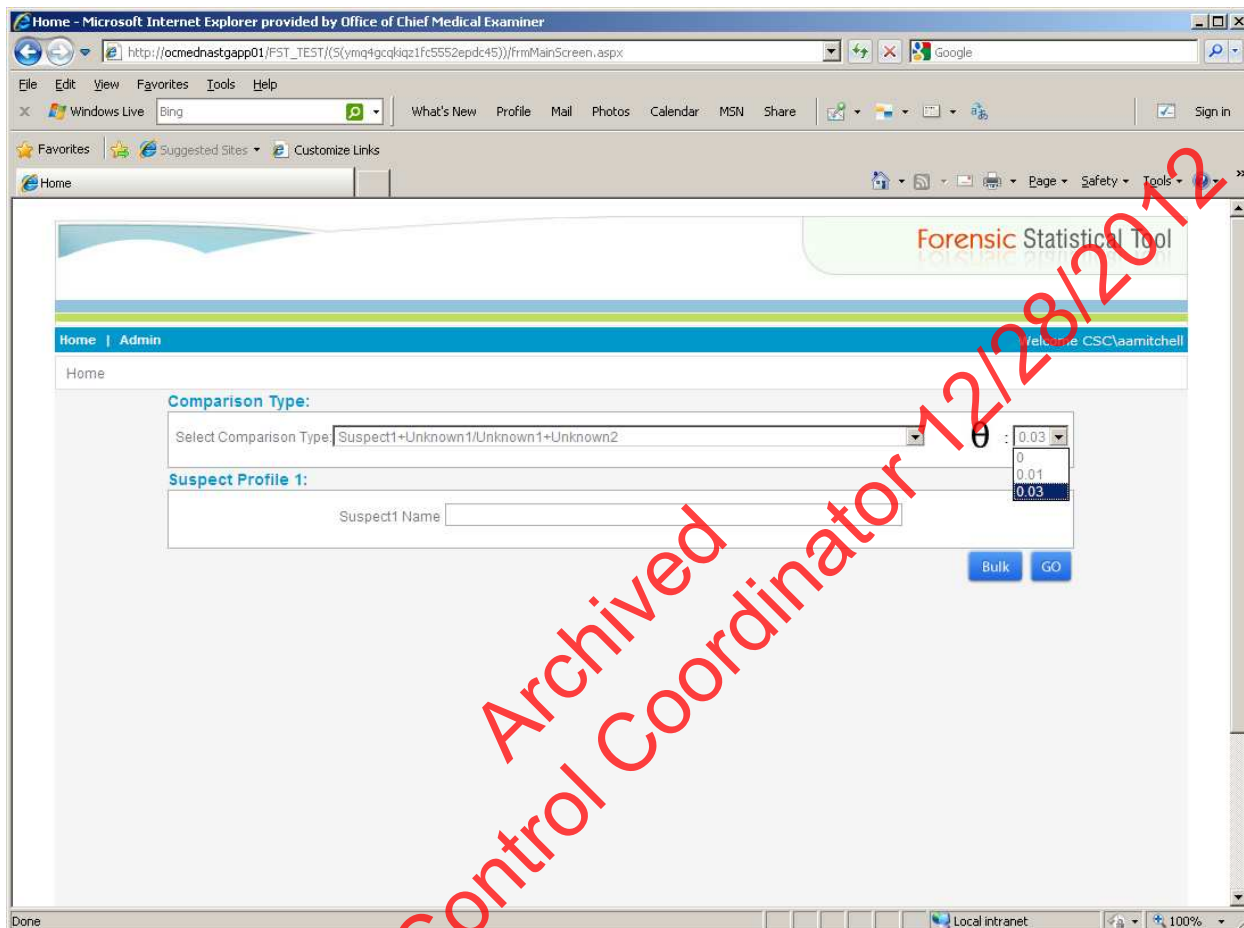 Home - Microsoft Internet Explorer provided by Office of Chief Medical Examiner
http://ocmednastgapp01/FST_TEST/(S(ymq4gcqkiqz1fc5552epdc45))/frmMainScreen.aspx
Google
File Edit View Favorites Tools Help
X Windows Live Bing What's New Profile Mail Photos Calendar MSN Share Sign in
Favorites Suggested Sites Customize Links
Home Page Safety Tools »
Forensic Statistical Tool
Home | Admin Welcome CSC\aamitchell
Home
Comparison Type:
Select Comparison Type: Suspect1+Unknown1/Unknown1+Unknown2 θ : 0.03
0
0.01
0.03
Suspect Profile 1:
Suspect1 Name
Bulk GO
Archived
Control Coordinator 12/28/2012
Done Local intranet 100%